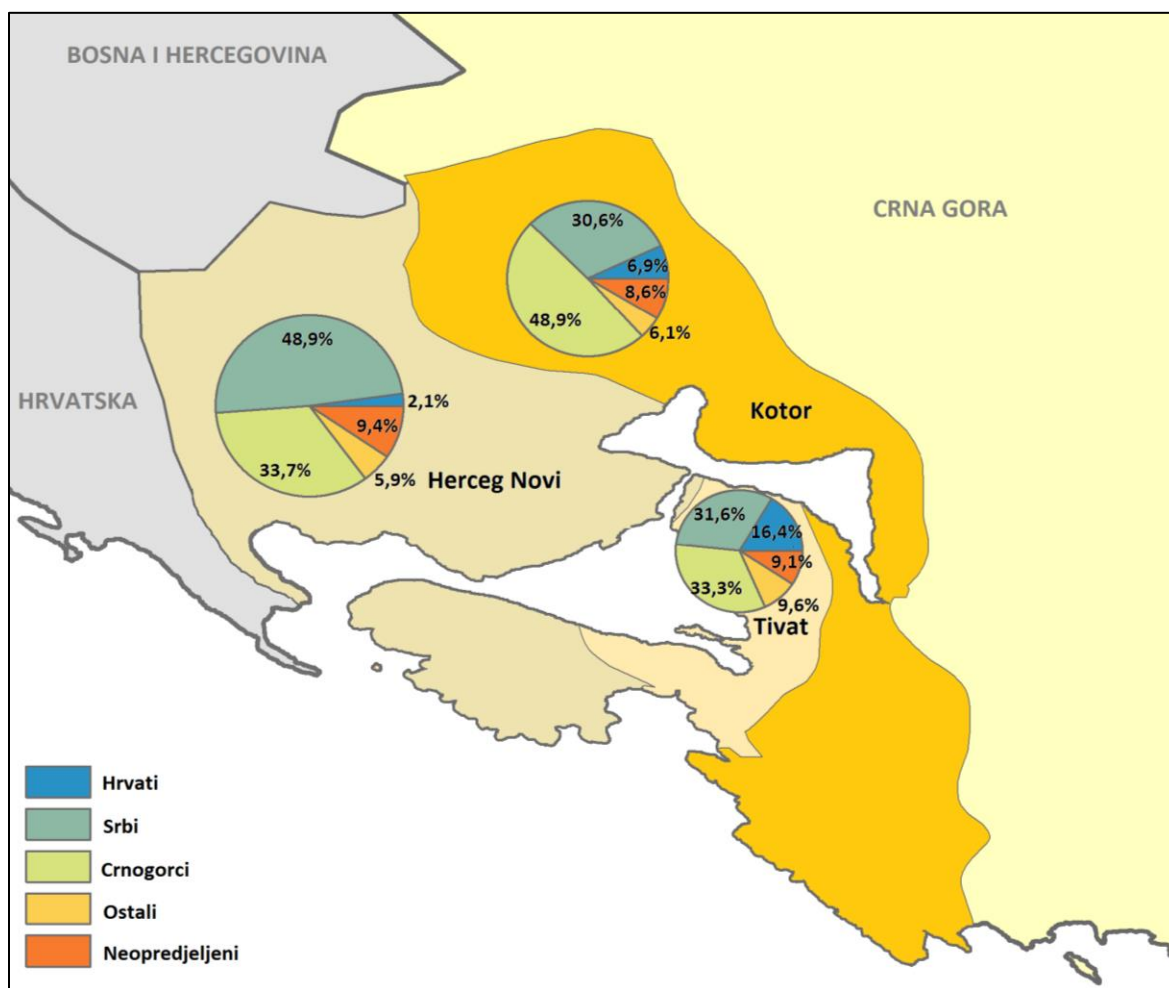 BOSNA I HERCEGOVINA
CRNA GORA
HRVATSKA
30,6%
6,9%
8,6%
6,1%
48,9%
Kotor
48,9%
2,1%
9,4%
5,9%
33,7%
Herceg Novi
31,6%
16,4%
9,1%
9,6%
33,3%
Tivat
Hrvati
Srbi
Crnogorci
Ostali
Neopredjeljeni